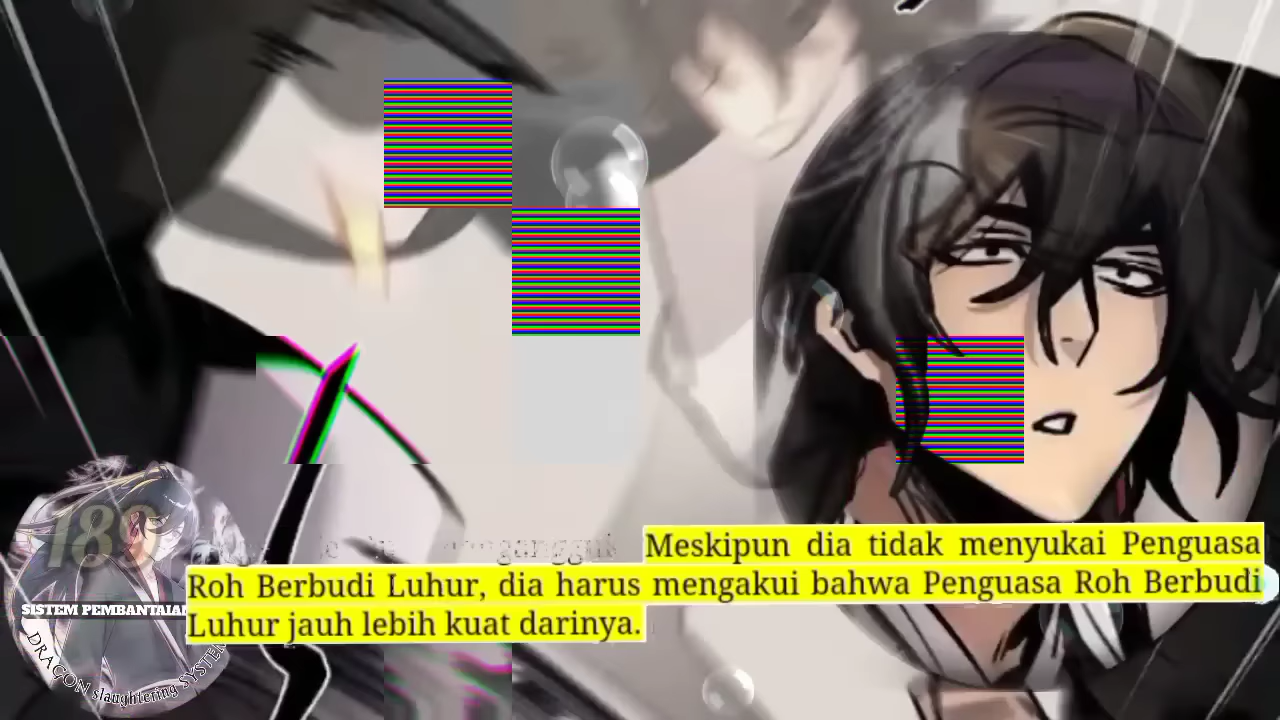 Meskipun dia tidak menyukai Penguasa
Roh Berbudi Luhur, dia harus mengakui bahwa Penguasa Roh Berbudi
Luhur jauh lebih kuat darinya.
189
SISTEM PEMBANTAIAN
DRAGON slaughtering SYSTEM